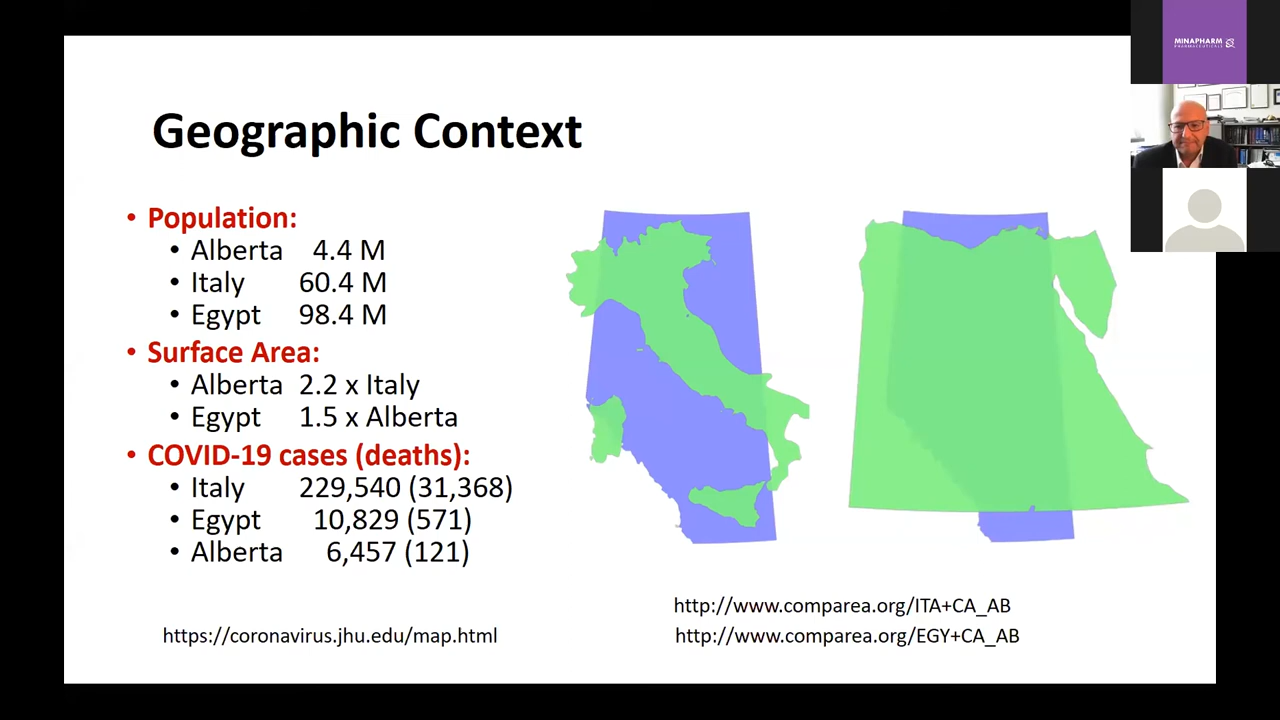 Geographic Context
• Population:
• Alberta 4.4 M
• Italy 60.4 M
• Egypt 98.4 M
• Surface Area:
• Alberta 2.2 x Italy
• Egypt 1.5 x Alberta
• COVID-19 cases (deaths):
• Italy 229,540 (31,368)
• Egypt 10,829 (571)
• Alberta 6,457 (121)
https://coronavirus.jhu.edu/map.html
http://www.comparea.org/ITA+CA_AB
http://www.comparea.org/EGY+CA_AB
MINAPHARM
PHARMACEUTICALS